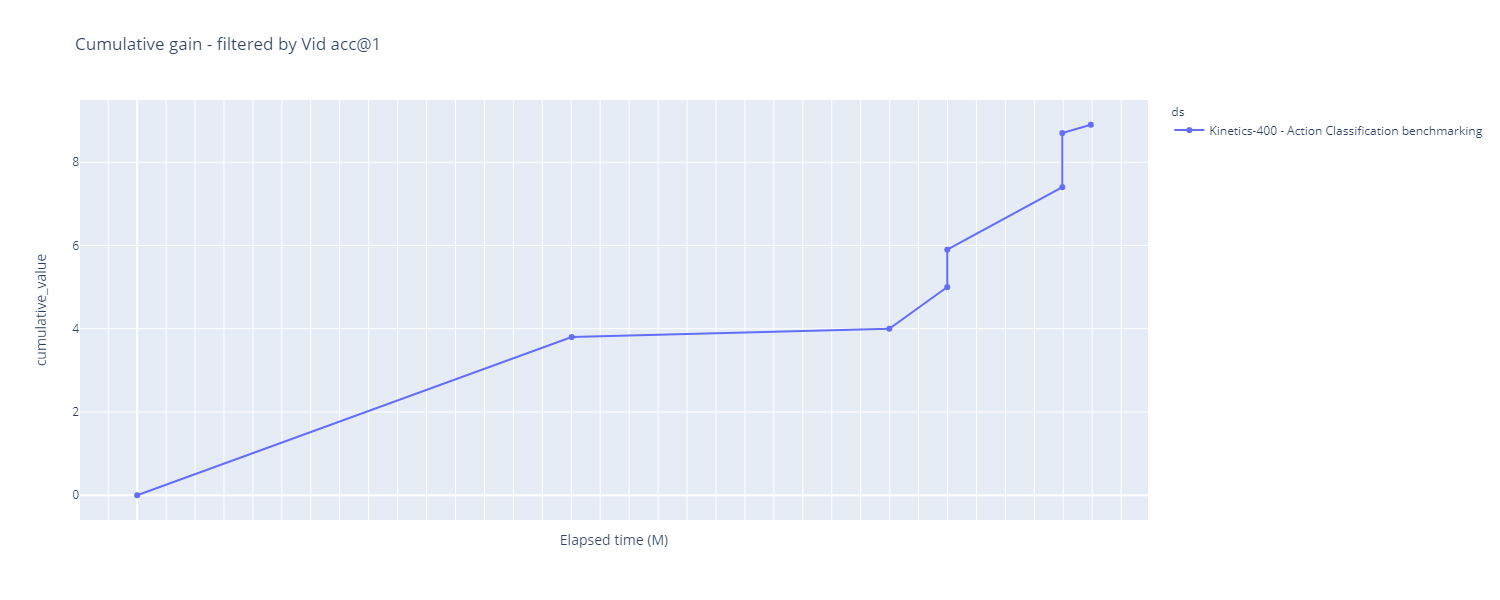 Cumulative gain - filtered by Vid acc@1
ds
Kinetics-400 - Action Classification benchmarking
8
6
4
2
0
cumulative_value
Elapsed time (M)